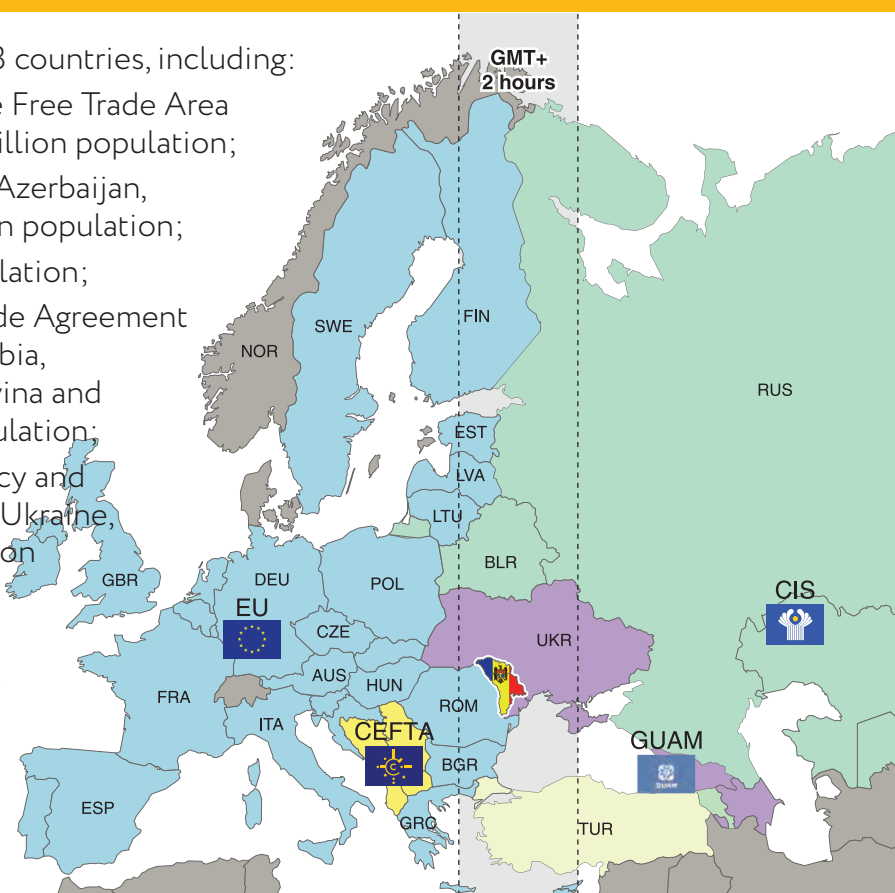 3 countries, including:
e Free Trade Area
illion population;
Azerbaijan,
n population;
lation;
de Agreement
bia,
vina and
ulation;
cy and
Ukraine,
on
GMT+
2 hours
NOR
SWE
FIN
RUS
EST
LVA
LTU
BLR
GBR
DEU
POL
EU
CIS
CZE
UKR
AUS
HUN
FRA
ROM
ITA
CEFTA
GUAM
BGR
GUAM
ESP
GRC
TUR